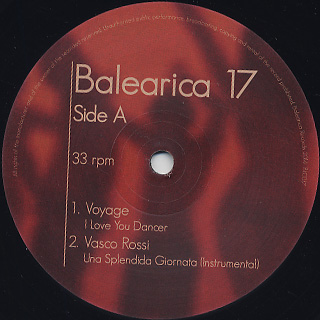 Balearica 17
Side A
33 rpm
1. Voyage
I Love You Dancer
2. Vasco Rossi
Una Splendida Giornata (Instrumental)